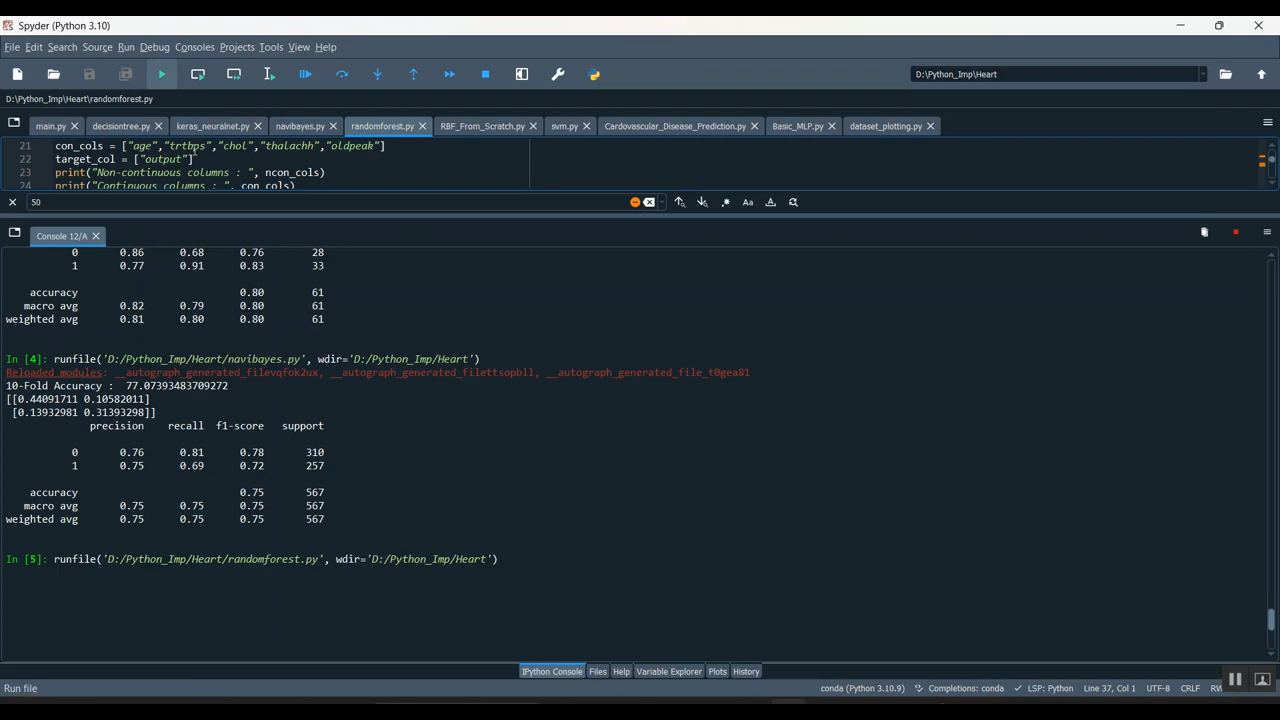 Spyder (Python 3.10)
File Edit Search Source Run Debug Consoles Projects Tools View Help
D:\Python_Imp\Heart
D:\Python_Imp\Heart\randomforest.py
main.py decisiontree.py keras_neuralnet.py navibayes.py randomforest.py RBF_From_Scratch.py svm.py Cardovascular_Disease_Prediction.py Basic_MLP.py dataset_plotting.py
21 con_cols = ["age","trtbps","chol","thalachh","oldpeak"]
22 target_col = ["output"]
23 print("Non-continuous columns : ", ncon_cols)
24 print("Continuous columns : ", con_cols)
50
Aa
Console 12/A
0 0.86 0.68 0.76 28
1 0.77 0.91 0.83 33
accuracy 0.80 61
macro avg 0.82 0.79 0.80 61
weighted avg 0.81 0.80 0.80 61
In [4]: runfile('D:/Python_Imp/Heart/navibayes.py', wdir='D:/Python_Imp/Heart')
Reloaded modules: __autograph_generated_filevqfok2ux, __autograph_generated_filettsopbll, __autograph_generated_file_t0gea81
10-Fold Accuracy : 77.07393483709272
[[0.44091711 0.10582011]
[0.13932981 0.31393298]]
precision recall f1-score support
0 0.76 0.81 0.78 310
1 0.75 0.69 0.72 257
accuracy 0.75 567
macro avg 0.75 0.75 0.75 567
weighted avg 0.75 0.75 0.75 567
In [5]: runfile('D:/Python_Imp/Heart/randomforest.py', wdir='D:/Python_Imp/Heart')
IPython Console Files Help Variable Explorer Plots History
Run file conda (Python 3.10.9) Completions: conda LSP: Python Line 37, Col 1 UTF-8 CRLF RW